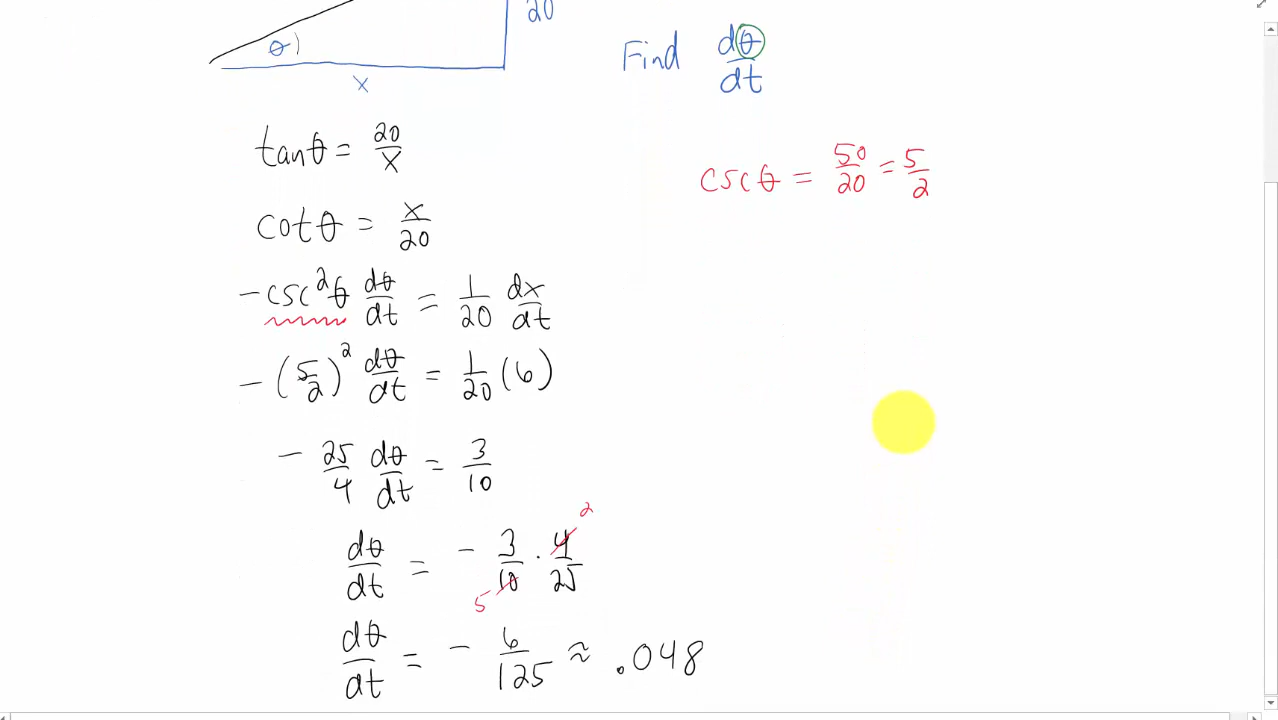 20
θ
x
Find dθ/dt
tanθ = 20/x
cscθ = 50/20 = 5/2
cotθ = x/20
-csc²θ dθ/dt = 1/20 dx/dt
-(5/2)² dθ/dt = 1/20 (6)
- 25/4 dθ/dt = 3/10
2
dθ/dt = - 3/10 · 4/25
5
dθ/dt = - 6/125 ≈ .048